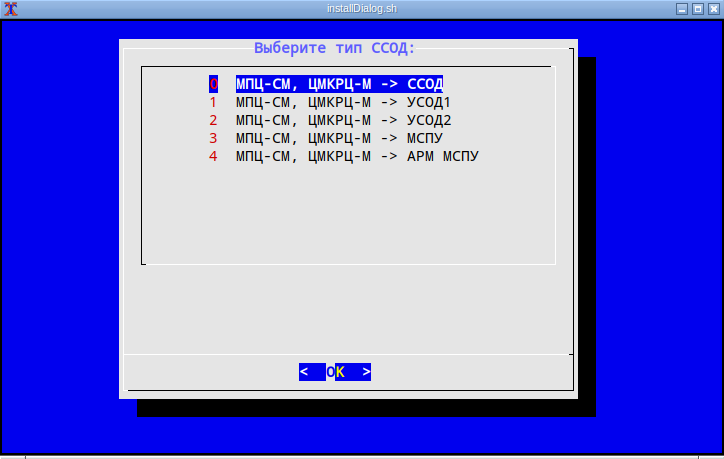 installDialog.sh
Выберите тип ССОД:
0 МПЦ-СМ, ЦМКРЦ-М -> ССОД
1 МПЦ-СМ, ЦМКРЦ-М -> УСОД1
2 МПЦ-СМ, ЦМКРЦ-М -> УСОД2
3 МПЦ-СМ, ЦМКРЦ-М -> МСПУ
4 МПЦ-СМ, ЦМКРЦ-М -> АРМ МСПУ
< OK >